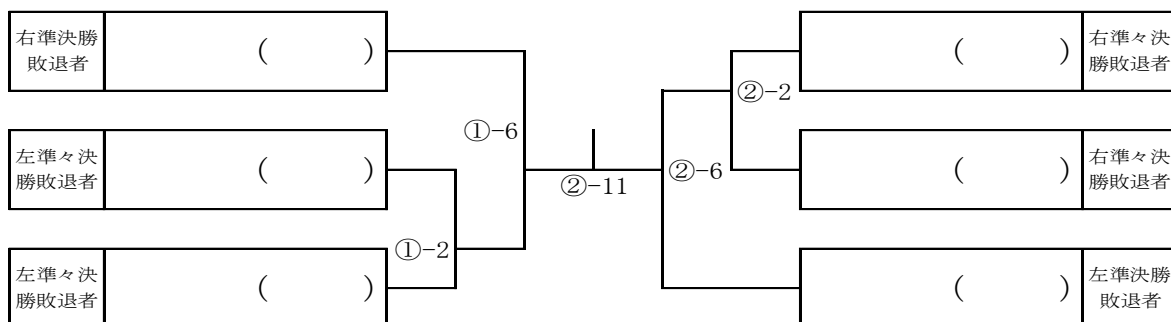 右準決勝
敗退者
(　　　)
(　　　)
右準々決
勝敗退者
②-2
①-6
左準々決
勝敗退者
(　　　)
(　　　)
右準々決
勝敗退者
②-11
②-6
①-2
左準々決
勝敗退者
(　　　)
(　　　)
左準決勝
敗退者